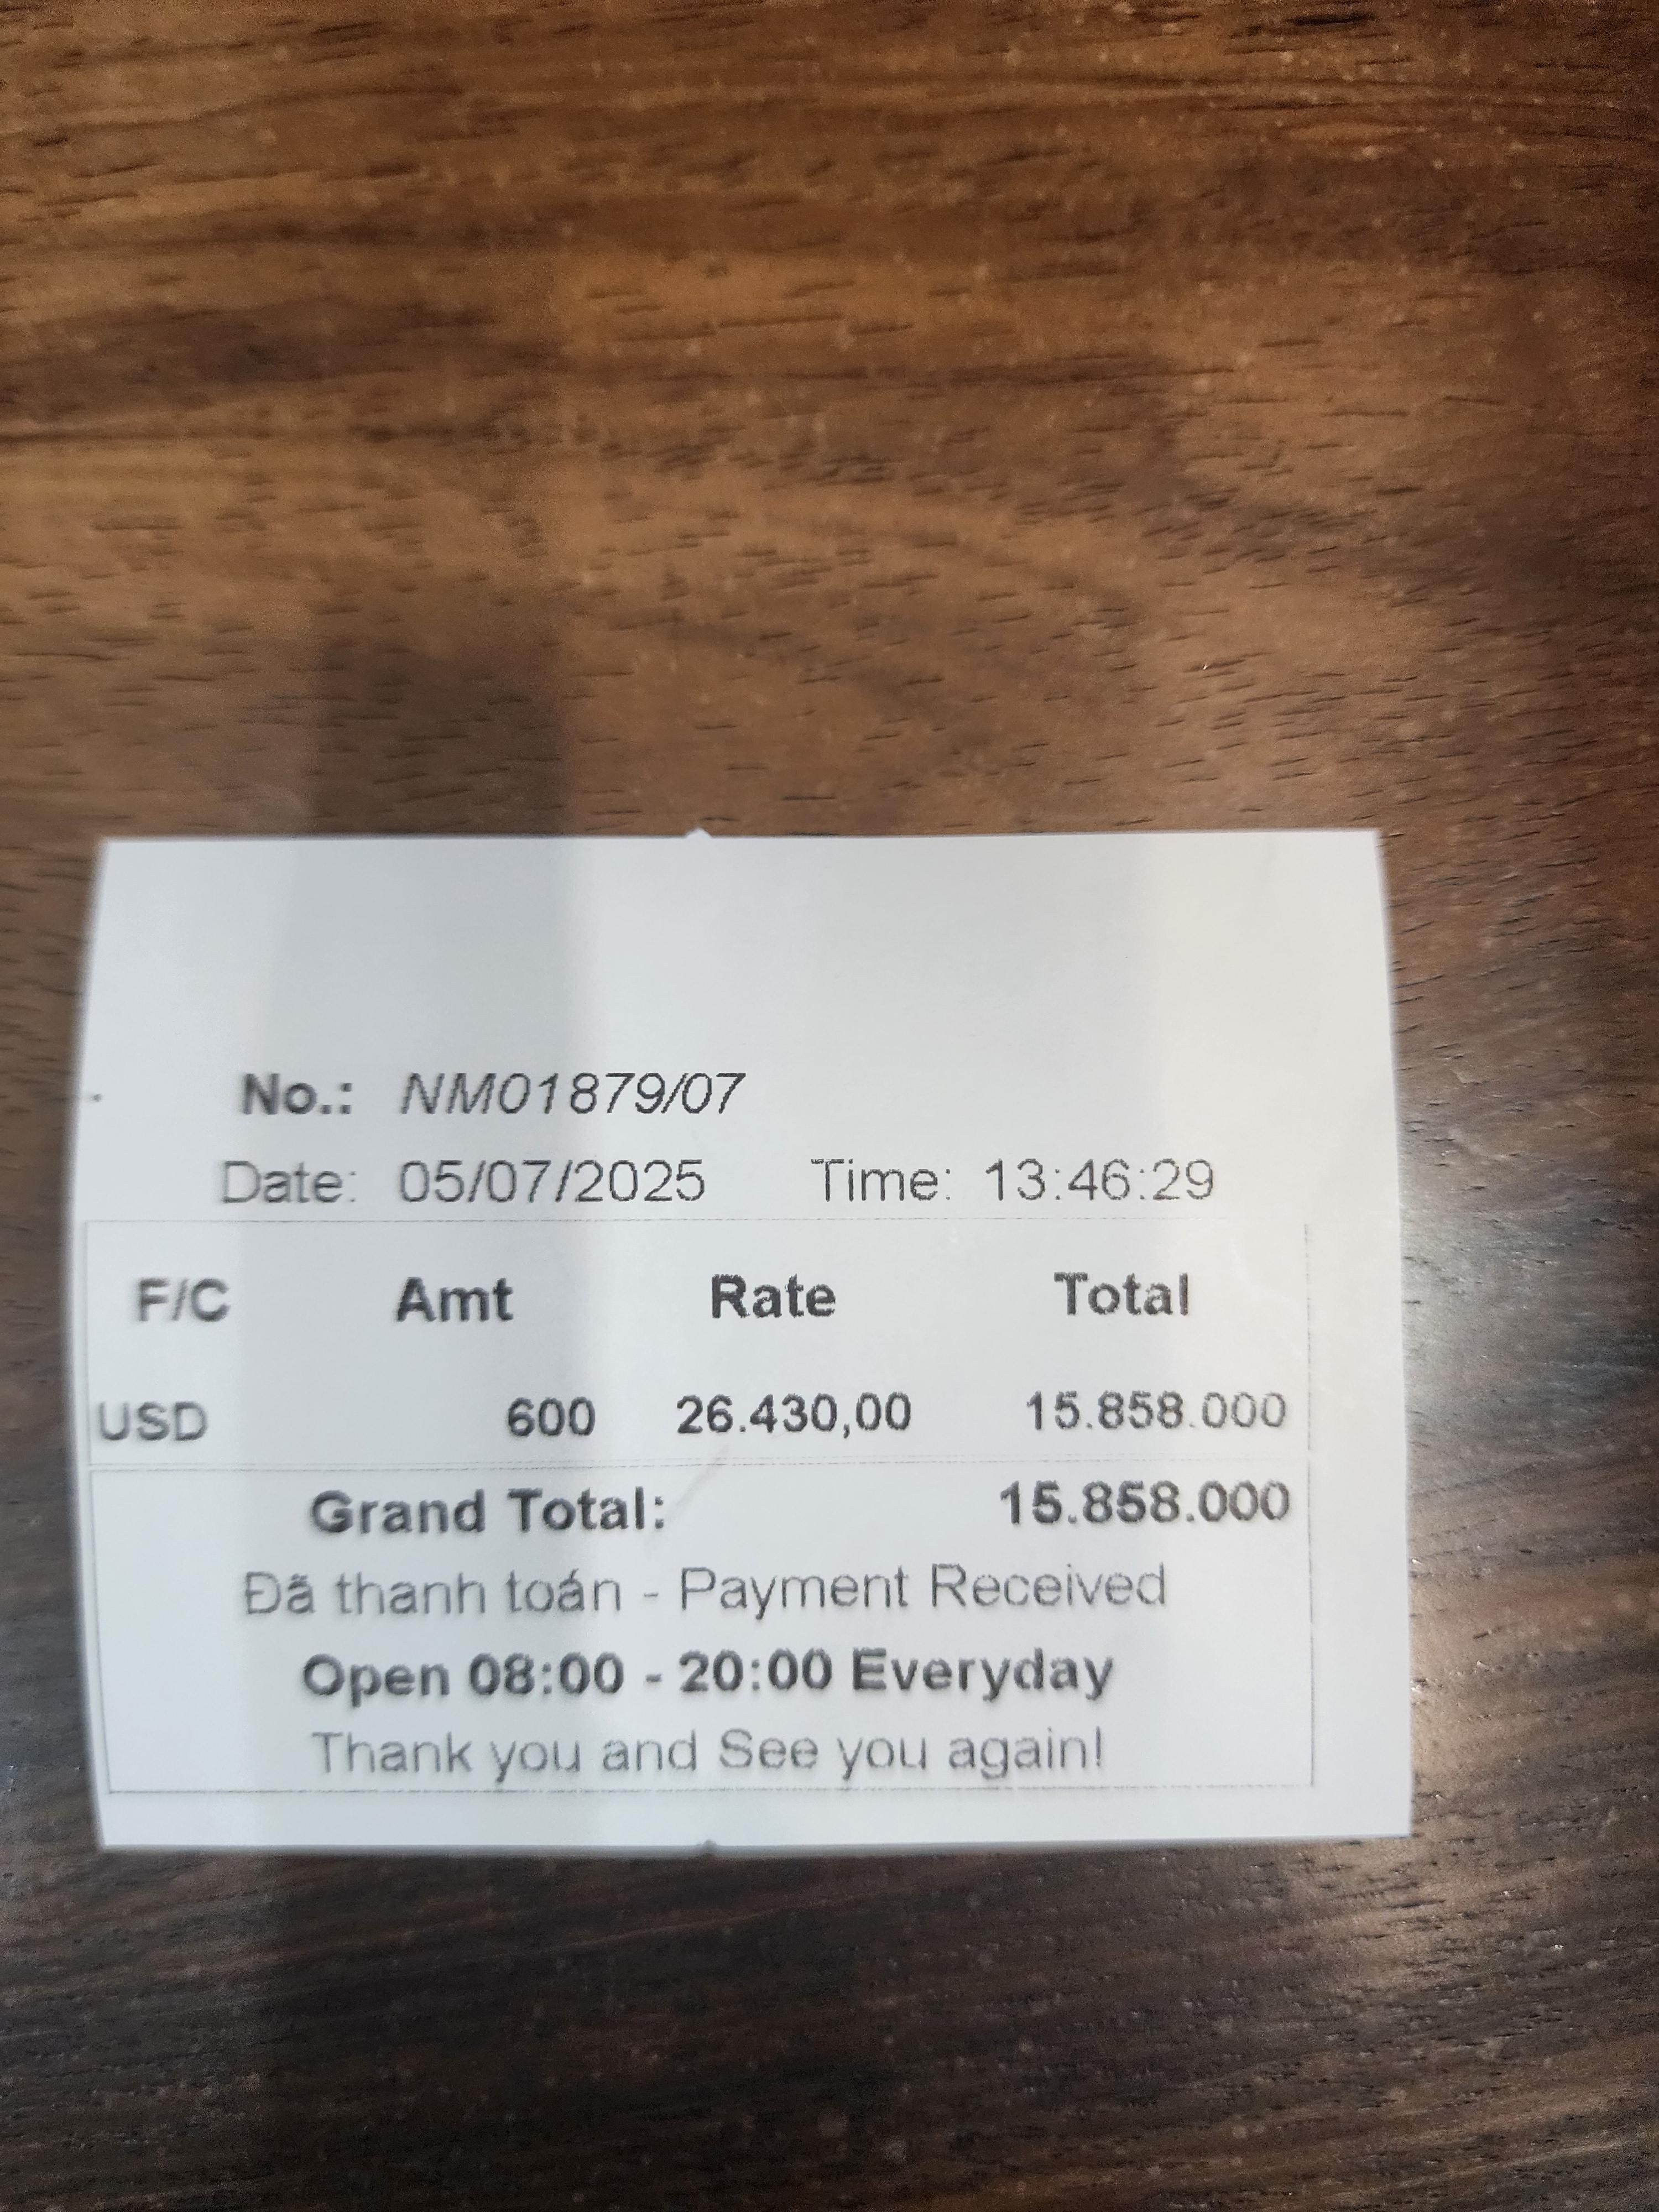 No.: NM01879/07
Date: 05/07/2025 Time: 13:46:29
F/C Amt Rate Total
USD 600 26.430,00 15.858.000
Grand Total: 15.858.000
Đã thanh toán - Payment Received
Open 08:00 - 20:00 Everyday
Thank you and See you again!